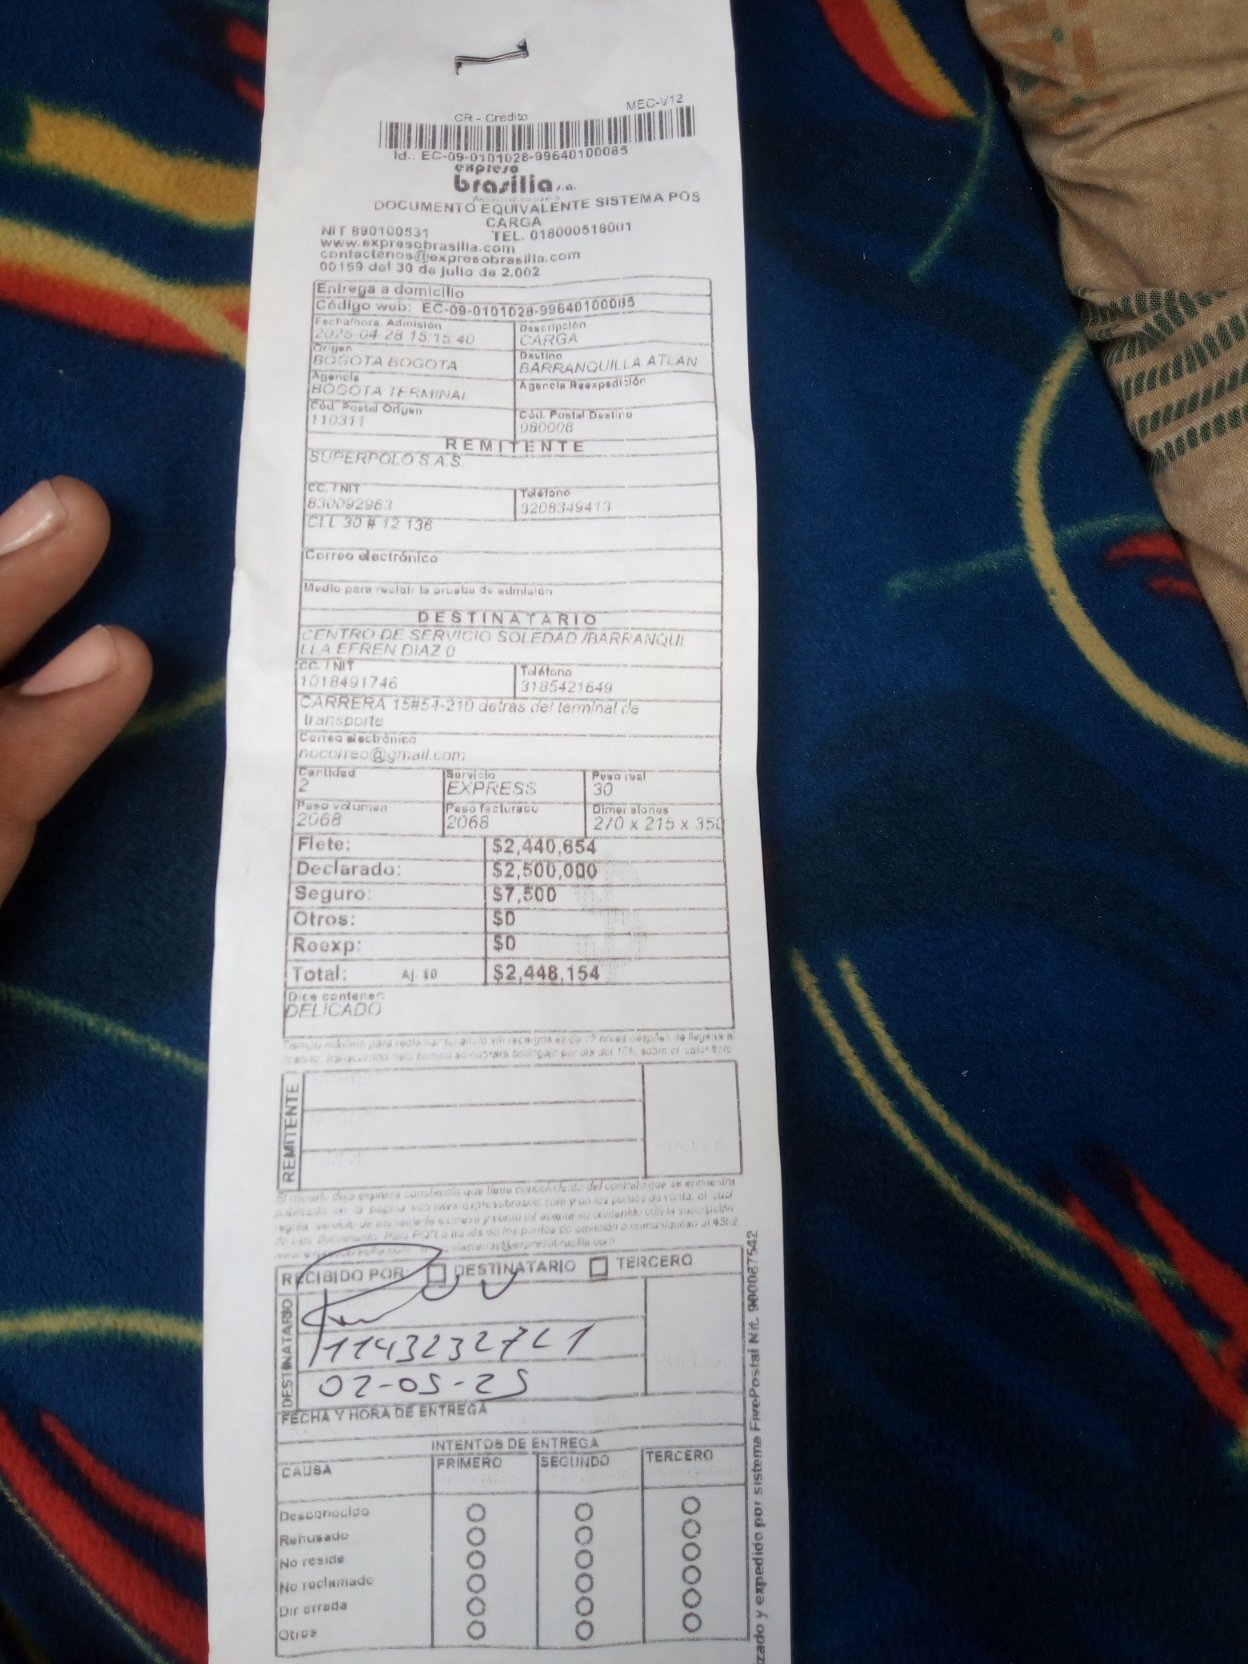 MEC-V12
CR - Credito
Id.. EC-09-0101028-99640100085
expreso
brasilia s.a.
DOCUMENTO EQUIVALENTE SISTEMA POS
CARGA
NIT 890100531 TEL. 018000518001
www.expresobrasilia.com
contactenos@expresobrasilia.com
00159 del 30 de julio de 2.002
Entrega a domicilio
Código web: EC-09-0101028-99640100085
Fecha/hora Admisión Descripción
2025-04-28 15:15:40 CARGA
Origen Destino
BOGOTA BOGOTA BARRANQUILLA ATLAN
Agencia Agencia Reexpedición
BOGOTA TERMINAL
Cód. Postal Origen Cód. Postal Destino
110311 080006
REMITENTE
SUPERPOLO S.A.S.
CC. / NIT Teléfono
830092963 3208349413
CLL 30 # 12 136
Correo electrónico
Medio para recibir la prueba de admisión
DESTINATARIO
CENTRO DE SERVICIO SOLEDAD /BARRANQUI
LLA EFREN DIAZ 0
CC. / NIT Teléfono
1018491746 3185421649
CARRERA 15#54-210 detras del terminal de
transporte
Correo electrónico
nocorreo@gmail.com
Cantidad Servicio Peso real
2 EXPRESS 30
Peso volumen Peso facturado Dimensiones
2068 2068 270 x 215 x 350
Flete: $2,440,654
Declarado: $2,500,000
Seguro: $7,500
Otros: $0
Reexp: $0
Total: Aj. $0 $2,448,154
Dice contener:
DELICADO
REMITENTE
RECIBIDO POR: DESTINATARIO TERCERO
DESTINATARIO
02-05-25
FECHA Y HORA DE ENTREGA
INTENTOS DE ENTREGA
CAUSA PRIMERO SEGUNDO TERCERO
Desconocido
Rehusado
No reside
No reclamado
Dir errada
Otros
zado y expedido por sistema FivePostal Nit. 900087542